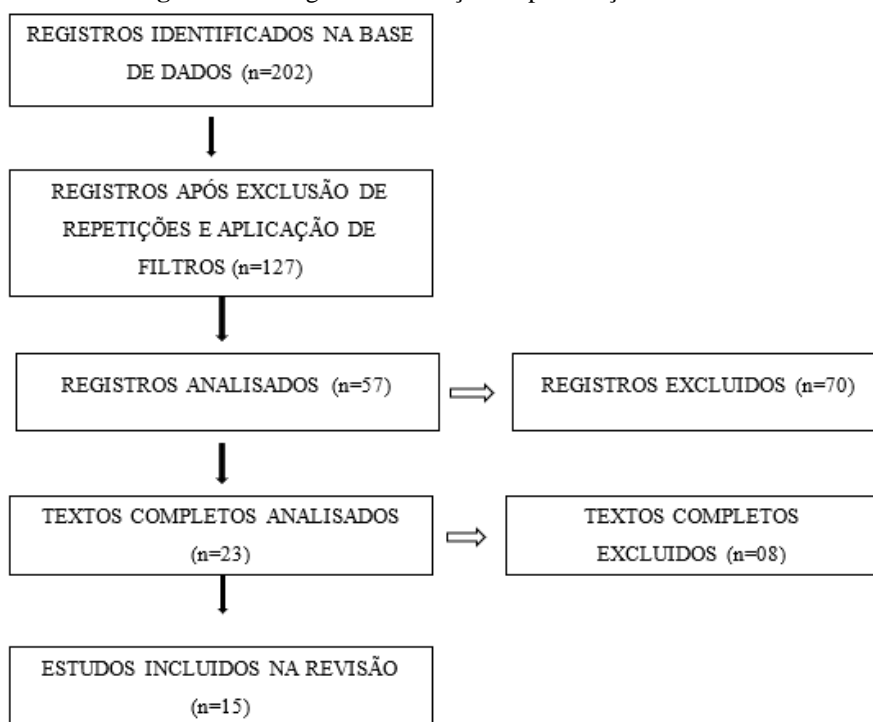 REGISTROS IDENTIFICADOS NA BASE
DE DADOS (n=202)
REGISTROS APÓS EXCLUSÃO DE
REPETIÇÕES E APLICAÇÃO DE
FILTROS (n=127)
REGISTROS ANALISADOS (n=57)
REGISTROS EXCLUIDOS (n=70)
TEXTOS COMPLETOS ANALISADOS
(n=23)
TEXTOS COMPLETOS
EXCLUIDOS (n=08)
ESTUDOS INCLUIDOS NA REVISÃO
(n=15)